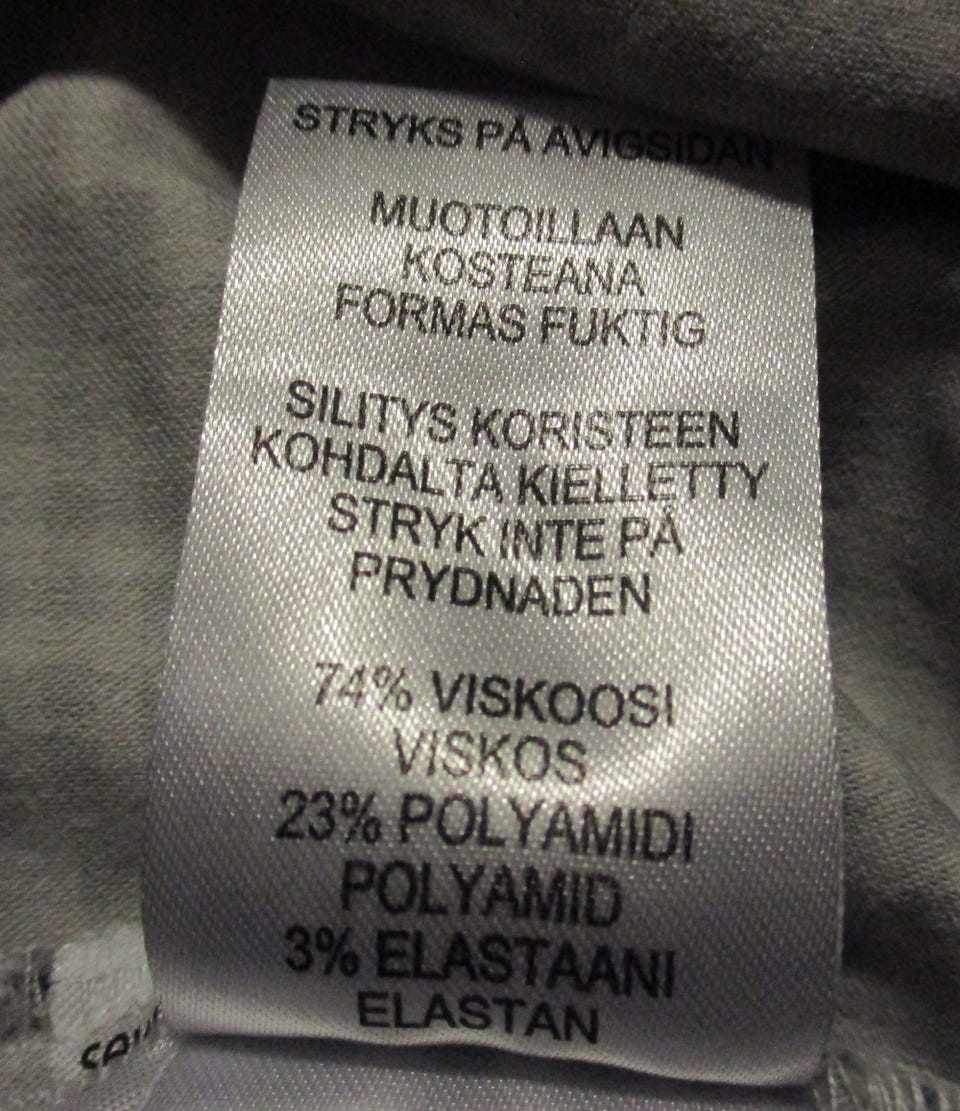 STRYKS PÅ AVIGSIDAN
MUOTOILLAAN
KOSTEANA
FORMAS FUKTIG
SILITYS KORISTEEN
KOHDALTA KIELLETTY
STRYK INTE PÅ
PRYDNADEN
74% VISKOOSI
VISKOS
23% POLYAMIDI
POLYAMID
3% ELASTAANI
ELASTAN